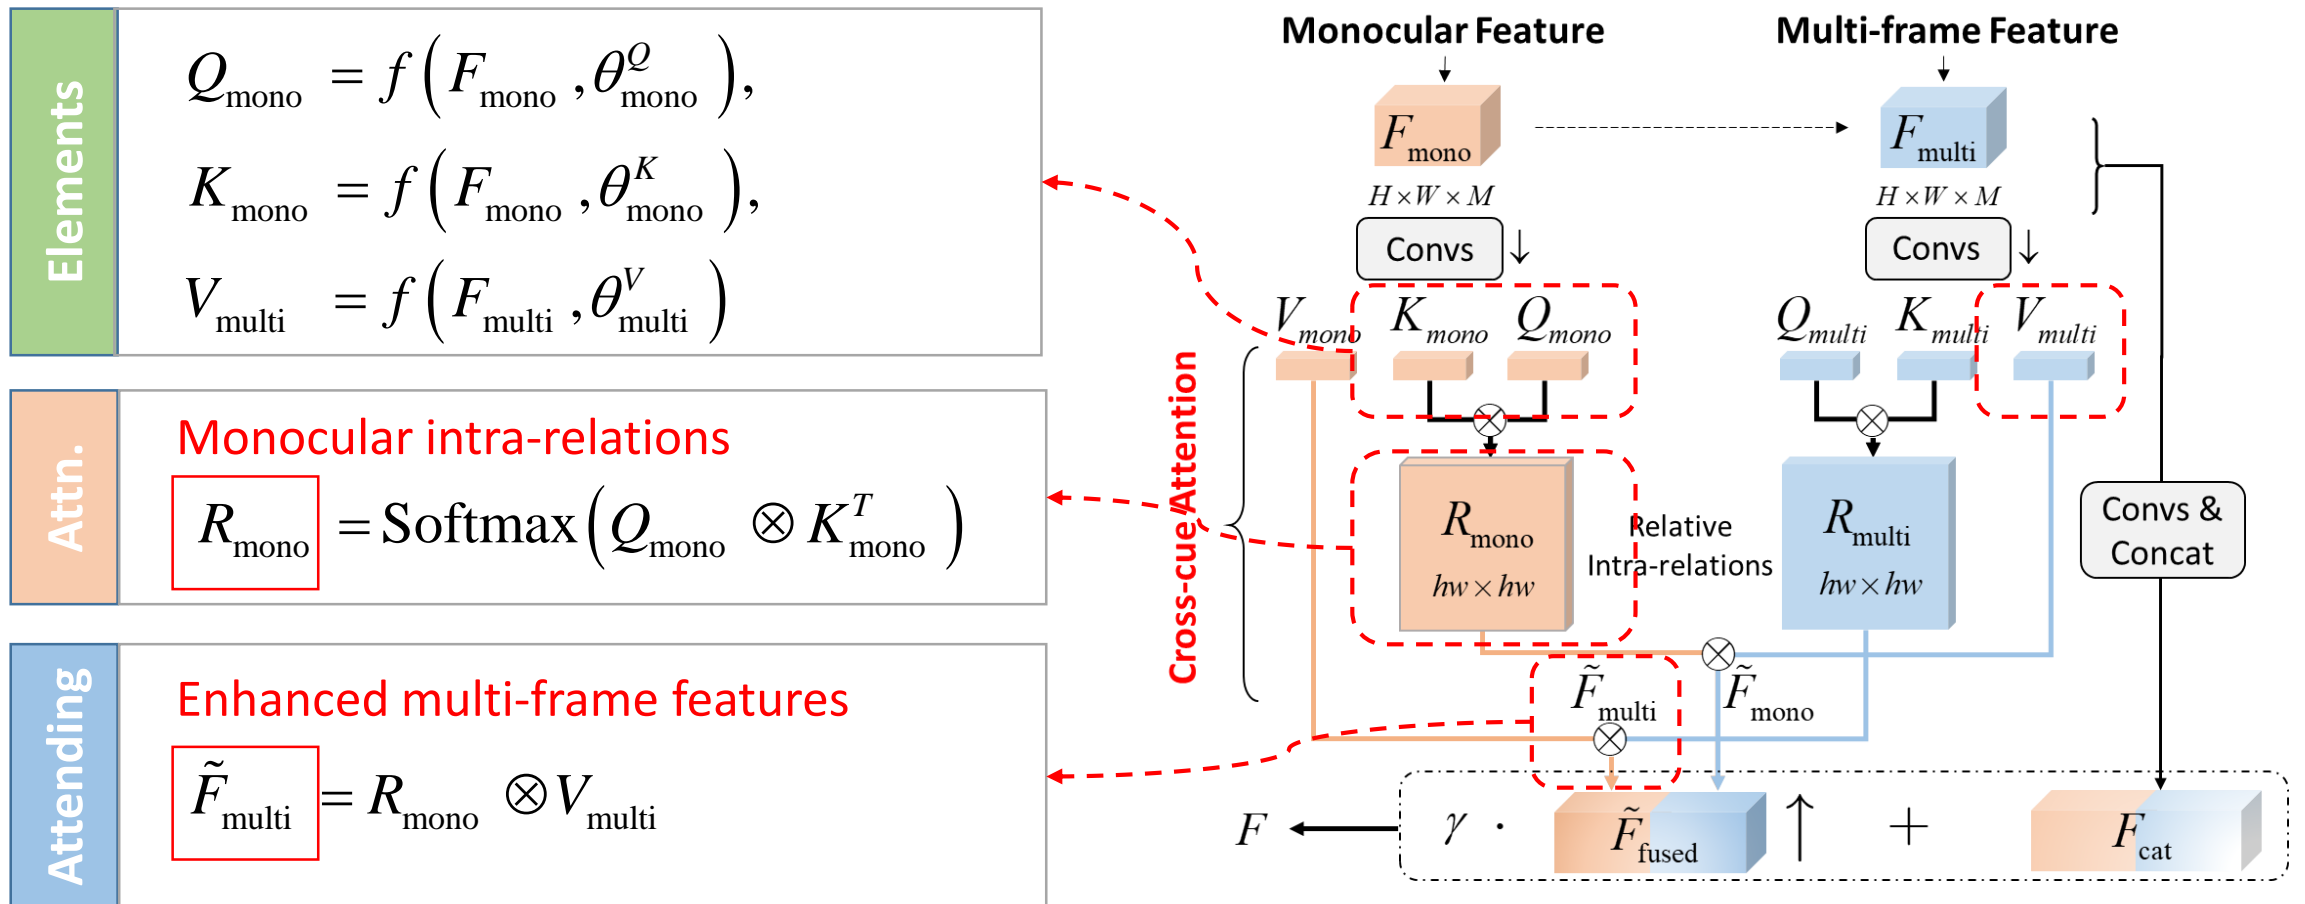 Elements
Q_mono = f(F_mono, θ^Q_mono),
K_mono = f(F_mono, θ^K_mono),
V_multi = f(F_multi, θ^V_multi)
Attn.
Monocular intra-relations
R_mono = Softmax(Q_mono ⊗ K^T_mono)
Attending
Enhanced multi-frame features
F̃_multi = R_mono ⊗ V_multi
Monocular Feature
Multi-frame Feature
F_mono
F_multi
H×W×M
H×W×M
Convs ↓
Convs ↓
V_mono K_mono Q_mono
Q_multi K_multi V_multi
Cross-cue Attention
R_mono
hw×hw
Relative
Intra-relations
R_multi
hw×hw
Convs &
Concat
F̃_multi
F̃_mono
F
γ · F̃_fused ↑ + F_cat